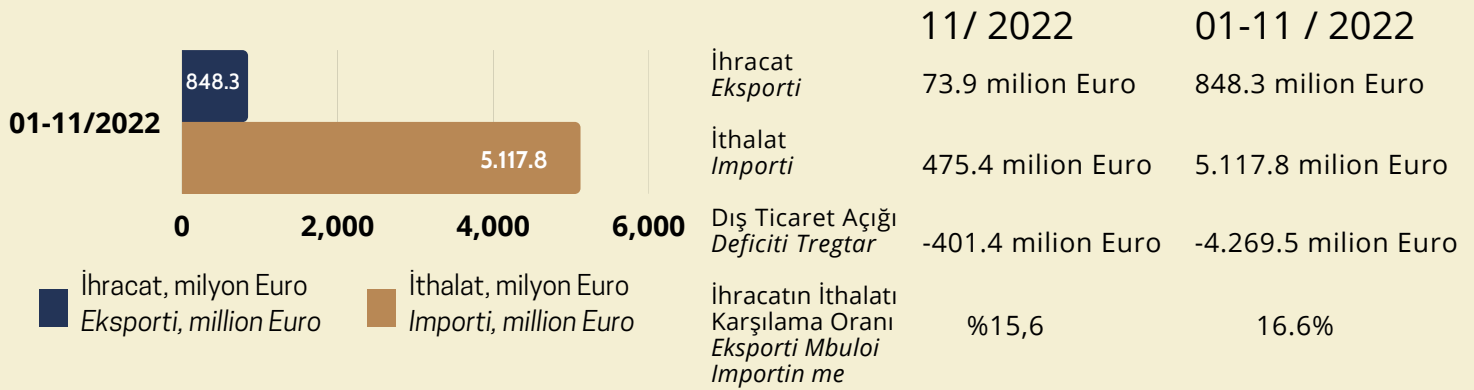 848.3
01-11/2022
5.117.8
0
2,000
4,000
6,000
İhracat, milyon Euro
Eksporti, million Euro
İthalat, milyon Euro
Importi, million Euro
11/ 2022
01-11 / 2022
İhracat
Eksporti
73.9 milion Euro
848.3 milion Euro
İthalat
Importi
475.4 milion Euro
5.117.8 milion Euro
Dış Ticaret Açığı
Deficiti Tregtar
-401.4 milion Euro
-4.269.5 milion Euro
İhracatın İthalatı
Karşılama Oranı
Eksporti Mbuloi
Importin me
%15,6
16.6%